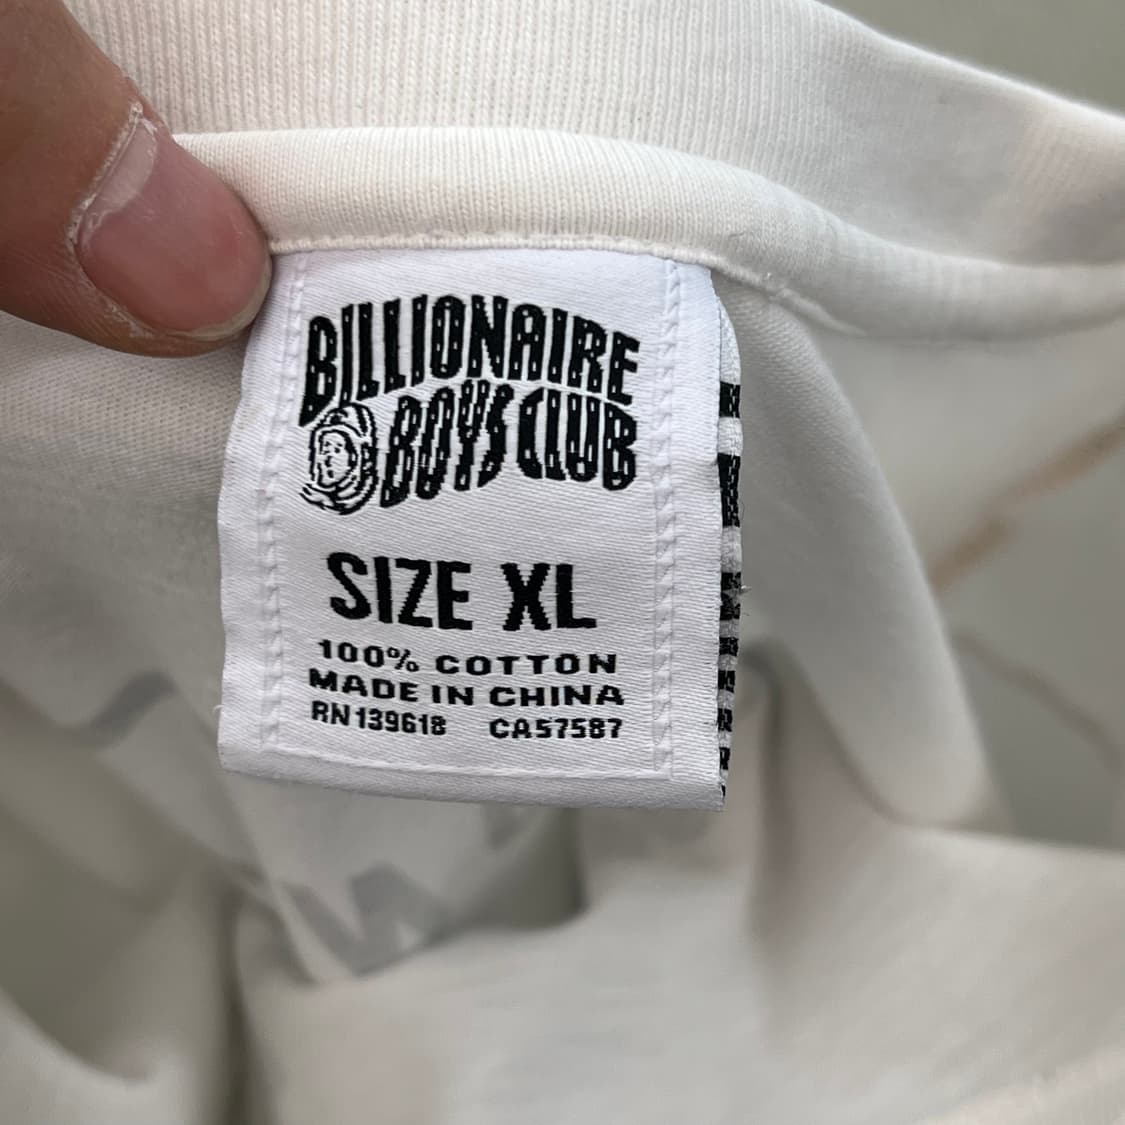 BILLIONAIRE
BOYS CLUB
SIZE XL
100% COTTON
MADE IN CHINA
RN 139618 CA57587